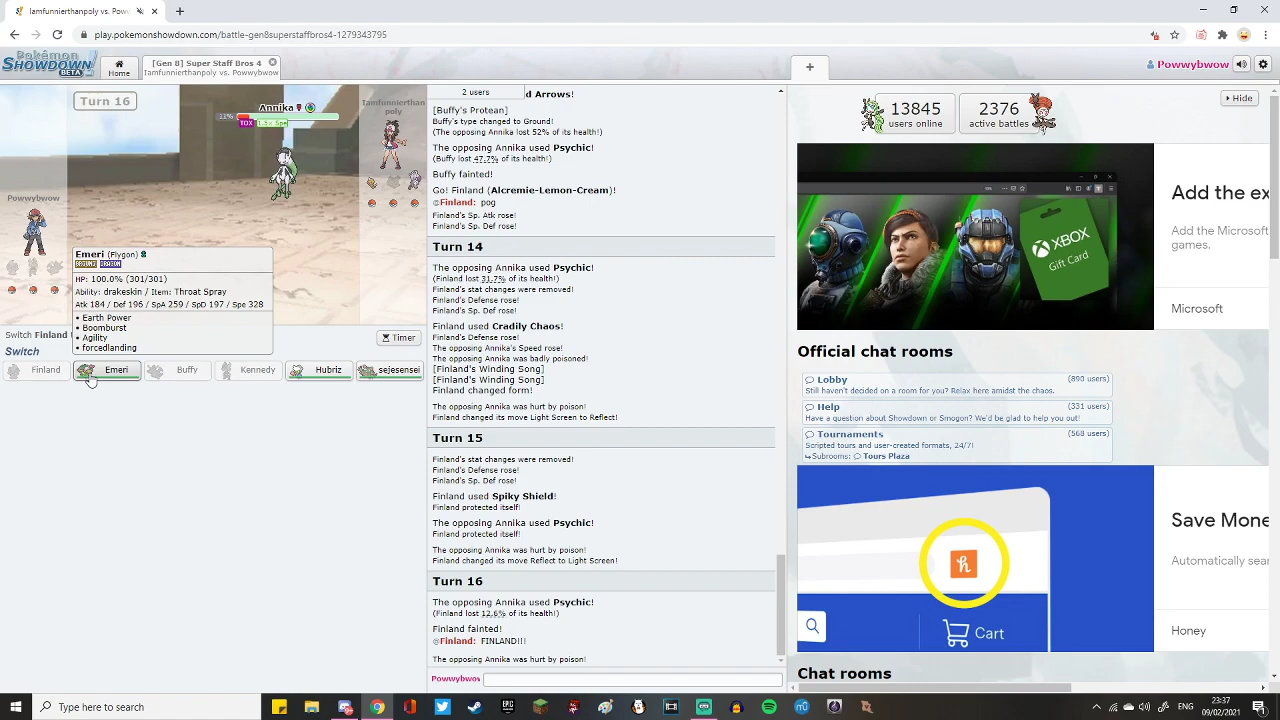 Iamfunnierthanpoly vs. Powv
play.pokemonshowdown.com/battle-gen8superstaffbros4-1279343795
Pokémon
SHOWDOWN!
BETA
Home
[Gen 8] Super Staff Bros 4
Iamfunnierthanpoly vs. Powwybwow
Powwybwow
Turn 16
Annika
11%
TOX
Iamfunnierthan
poly
Powwybwow
Emeri (Flygon)
GROUND DRAGON
HP: 100.0% (301/301)
Ability: drakeskin / Item: Throat Spray
Atk 184 / Def 196 / SpA 259 / SpD 197 / Spe 328
• Earth Power
• Boomburst
• Agility
• forcedlanding
Switch Finland
Timer
Switch
Finland
Emeri
Buffy
Kennedy
Hubriz
sejesensei
2 users
d Arrows!
[Buffy's Protean]
Buffy's type changed to Ground!
(The opposing Annika lost 52% of its health!)
The opposing Annika used Psychic!
(Buffy lost 47.7% of its health!)
Buffy fainted!
Go! Finland (Alcremie-Lemon-Cream)!
@Finland: pog
Finland's Sp. Atk rose!
Finland's Sp. Def rose!
Turn 14
The opposing Annika used Psychic!
(Finland lost 31.7% of its health!)
Finland's stat changes were removed!
Finland's Defense rose!
Finland's Sp. Def rose!
Finland used Cradily Chaos!
The opposing Annika's Speed rose!
The opposing Annika was badly poisoned!
[Finland's Winding Song]
[Finland's Winding Song]
Finland changed form!
The opposing Annika was hurt by poison!
Finland changed its move Light Screen to Reflect!
Turn 15
Finland's stat changes were removed!
Finland's Defense rose!
Finland's Sp. Def rose!
Finland used Spiky Shield!
Finland protected itself!
The opposing Annika used Psychic!
Finland protected itself!
The opposing Annika was hurt by poison!
Finland changed its move Reflect to Light Screen!
Turn 16
The opposing Annika used Psychic!
(Finland lost 12.6% of its health!)
Finland fainted!
@Finland: FINLAND!!!
The opposing Annika was hurt by poison!
Powwybwow
Hide
13845
users online
2376
active battles
XBOX
Gift Card
Add the ex
Add the Microsoft
games.
Microsoft
Official chat rooms
Lobby
(890 users)
Still haven't decided on a room for you? Relax here amidst the chaos.
Help
(331 users)
Have a question about Showdown or Smogon? We'd be glad to help you out!
Tournaments
(568 users)
Scripted tours and user-created formats, 24/7!
Subrooms: Tours Plaza
h
Cart
Save Mone
Automatically sear
Honey
Chat rooms
Type here to search
EPIC
GAMES
23:37
09/02/2021